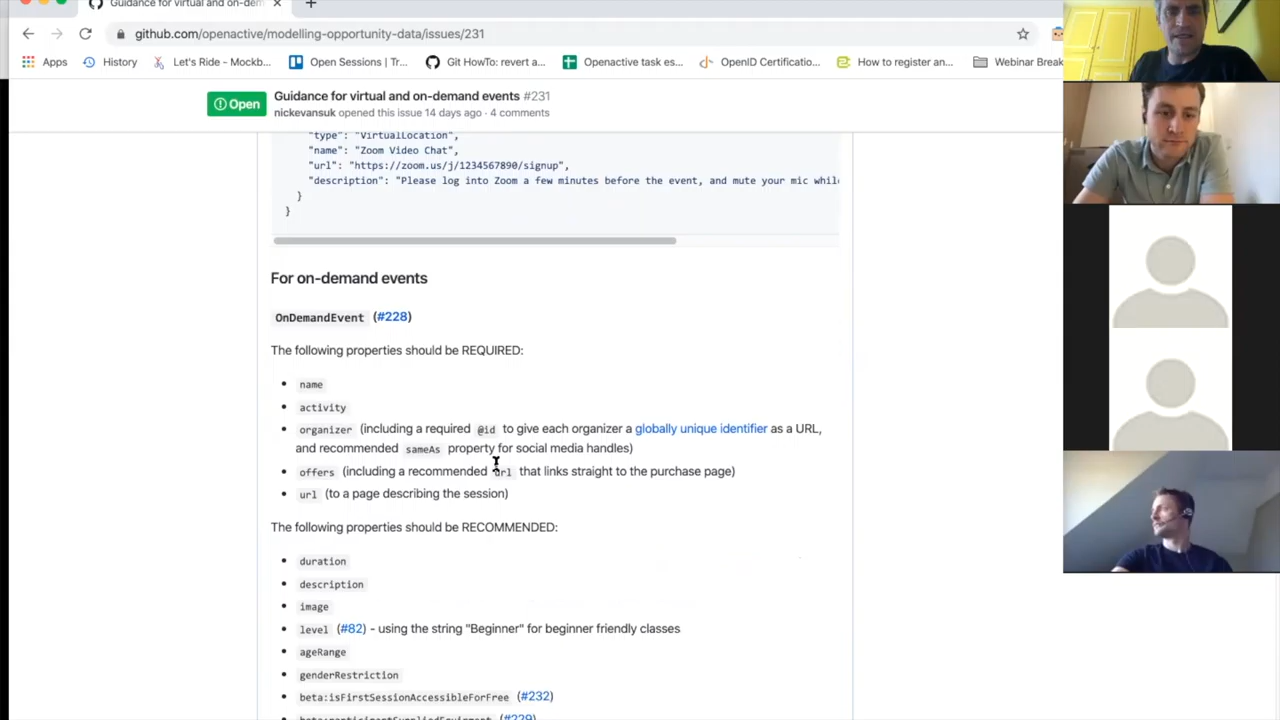 Guidance for virtual and on-dem
github.com/openactive/modelling-opportunity-data/issues/231
Apps History Let's Ride - Mockb... Open Sessions | Tr... Git HowTo: revert a... Openactive task es... OpenID Certificatio... How to register an... Webinar Break
Open
Guidance for virtual and on-demand events #231
nickevansuk opened this issue 14 days ago · 4 comments
"type": "VirtualLocation",
"name": "Zoom Video Chat",
"url": "https://zoom.us/j/1234567890/signup",
"description": "Please log into Zoom a few minutes before the event, and mute your mic whil
}
}
For on-demand events
OnDemandEvent (#228)
The following properties should be REQUIRED:
• name
• activity
• organizer (including a required @id to give each organizer a globally unique identifier as a URL,
and recommended sameAs property for social media handles)
• offers (including a recommended url that links straight to the purchase page)
• url (to a page describing the session)
The following properties should be RECOMMENDED:
• duration
• description
• image
• level (#82) - using the string "Beginner" for beginner friendly classes
• ageRange
• genderRestriction
• beta:isFirstSessionAccessibleForFree (#232)